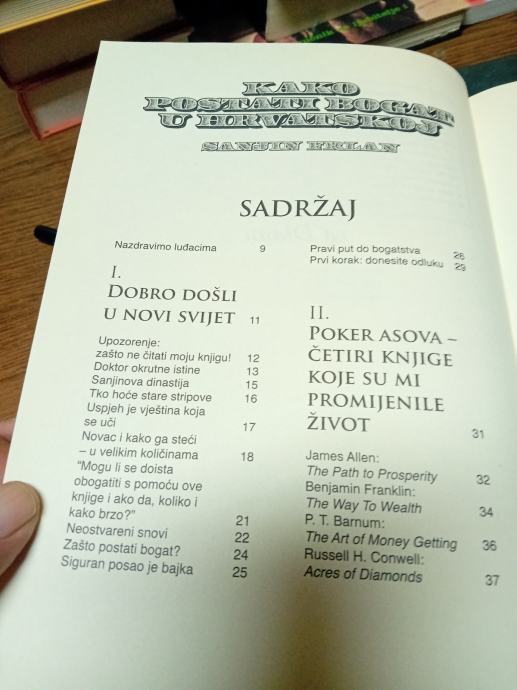 KAKO
POSTATI BOGAT
U HRVATSKOJ
SANJIN FRLAN
SADRŽAJ
Nazdravimo luđacima 9
I.
DOBRO DOŠLI
U NOVI SVIJET 11
Upozorenje:
zašto ne čitati moju knjigu! 12
Doktor okrutne istine 13
Sanjinova dinastija 15
Tko hoće stare stripove 16
Uspjeh je vještina koja
se uči 17
Novac i kako ga steći
– u velikim količinama 18
"Mogu li se doista
obogatiti s pomoću ove
knjige i ako da, koliko i
kako brzo?" 21
Neostvareni snovi 22
Zašto postati bogat? 24
Siguran posao je bajka 25
Pravi put do bogatstva 26
Prvi korak: donesite odluku 29
II.
POKER ASOVA –
ČETIRI KNJIGE
KOJE SU MI
PROMIJENILE
ŽIVOT 31
James Allen:
The Path to Prosperity 32
Benjamin Franklin:
The Way To Wealth 34
P. T. Barnum:
The Art of Money Getting 36
Russell H. Conwell:
Acres of Diamonds 37